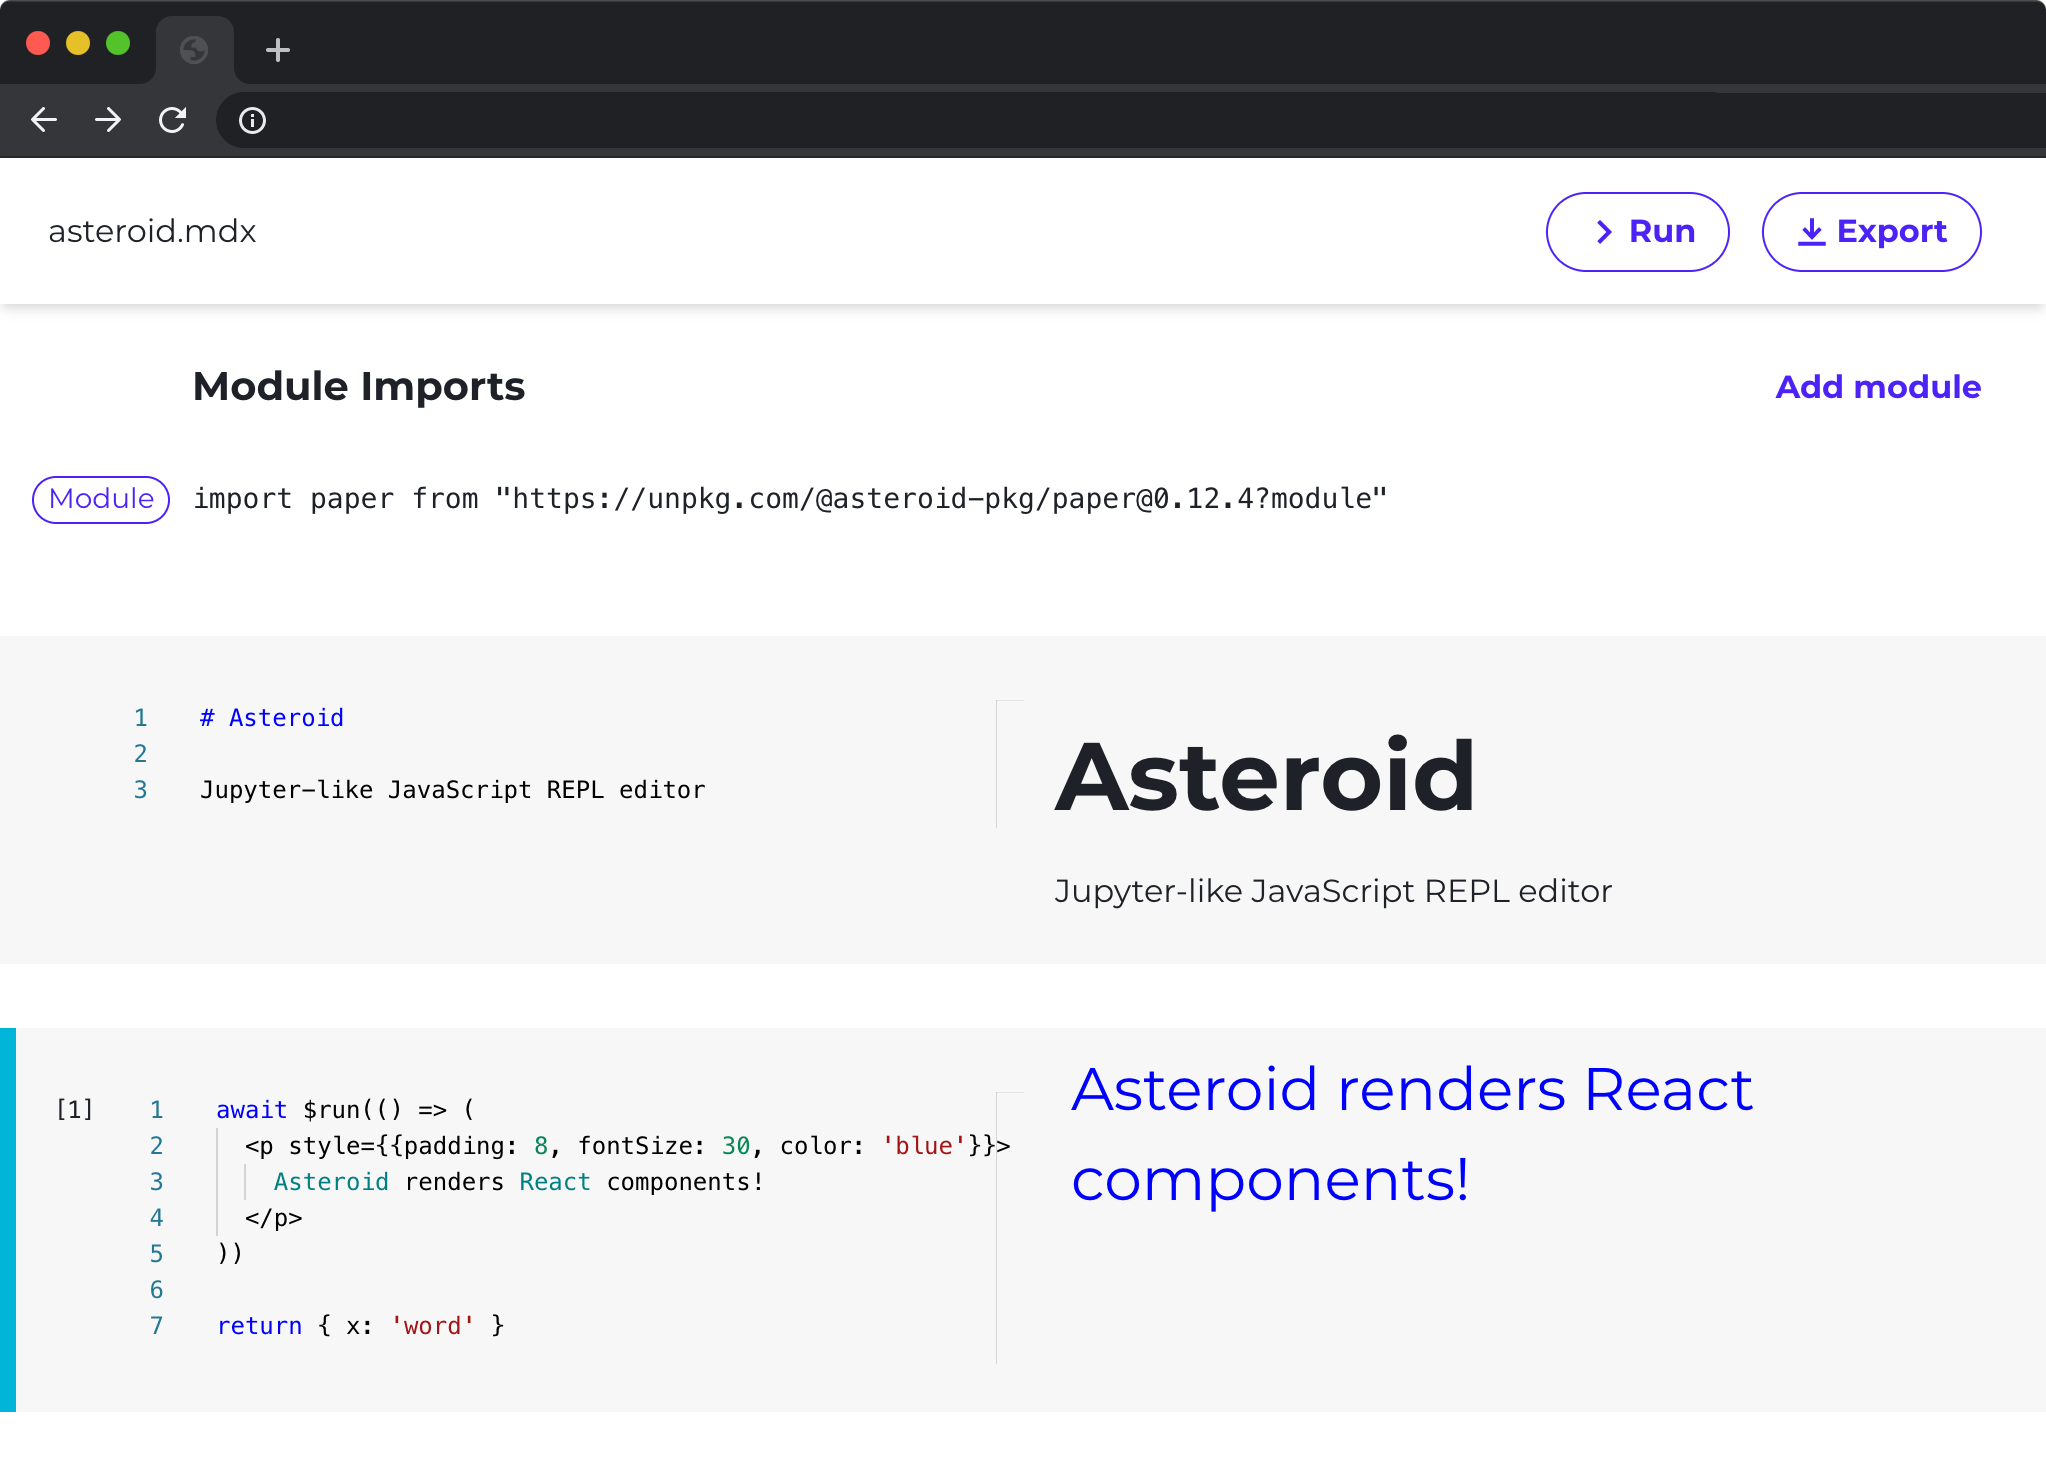 asteroid.mdx
Run
Export
Module Imports
Add module
Module
import paper from "https://unpkg.com/@asteroid-pkg/paper@0.12.4?module"
1 # Asteroid
2
3 Jupyter-like JavaScript REPL editor
Asteroid
Jupyter-like JavaScript REPL editor
[1]
1 await $run(() => (
2 <p style={{padding: 8, fontSize: 30, color: 'blue'}}>
3 Asteroid renders React components!
4 </p>
5 ))
6
7 return { x: 'word' }
Asteroid renders React
components!